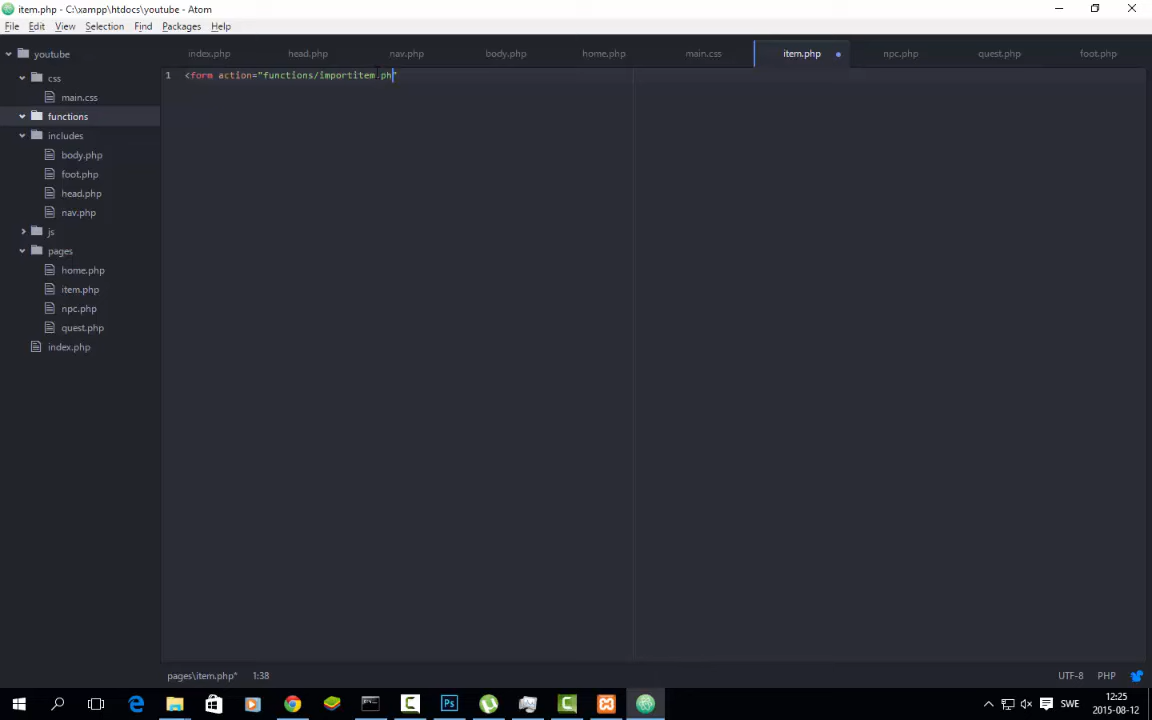 item.php - C:\xampp\htdocs\youtube - Atom
File Edit View Selection Find Packages Help
youtube
index.php head.php nav.php body.php home.php main.css item.php npc.php quest.php foot.php
css
main.css
functions
includes
body.php
foot.php
head.php
nav.php
js
pages
home.php
item.php
npc.php
quest.php
index.php
1 <form action="functions/importitem.ph"
pages\item.php* 1:38 UTF-8 PHP
Ps
SWE
12:25
2015-08-12